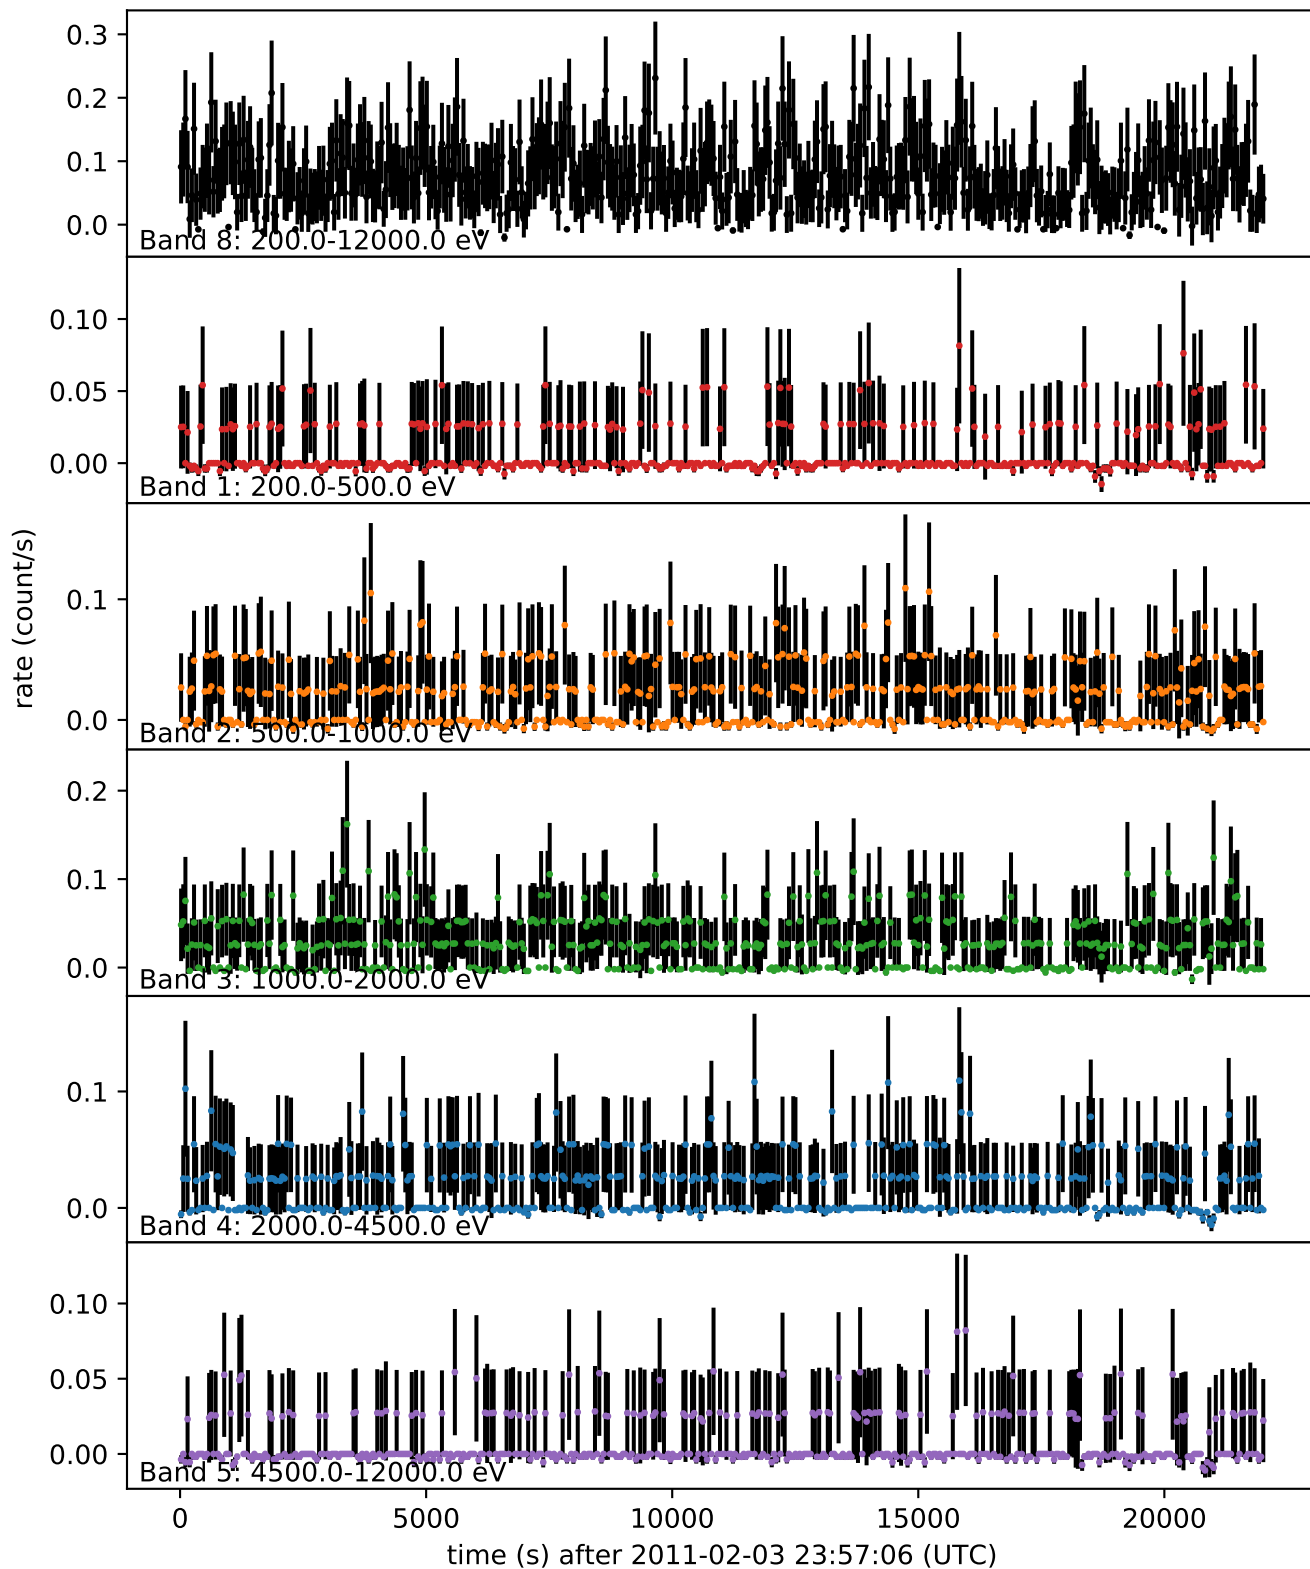 0.3
0.2
0.1
0.0
Band 8: 200.0-12000.0 eV
0.10
0.05
0.00
Band 1: 200.0-500.0 eV
0.1
0.0
Band 2: 500.0-1000.0 eV
rate (count/s)
0.2
0.1
0.0
Band 3: 1000.0-2000.0 eV
0.1
0.0
Band 4: 2000.0-4500.0 eV
0.10
0.05
0.00
Band 5: 4500.0-12000.0 eV
0 5000 10000 15000 20000
time (s) after 2011-02-03 23:57:06 (UTC)